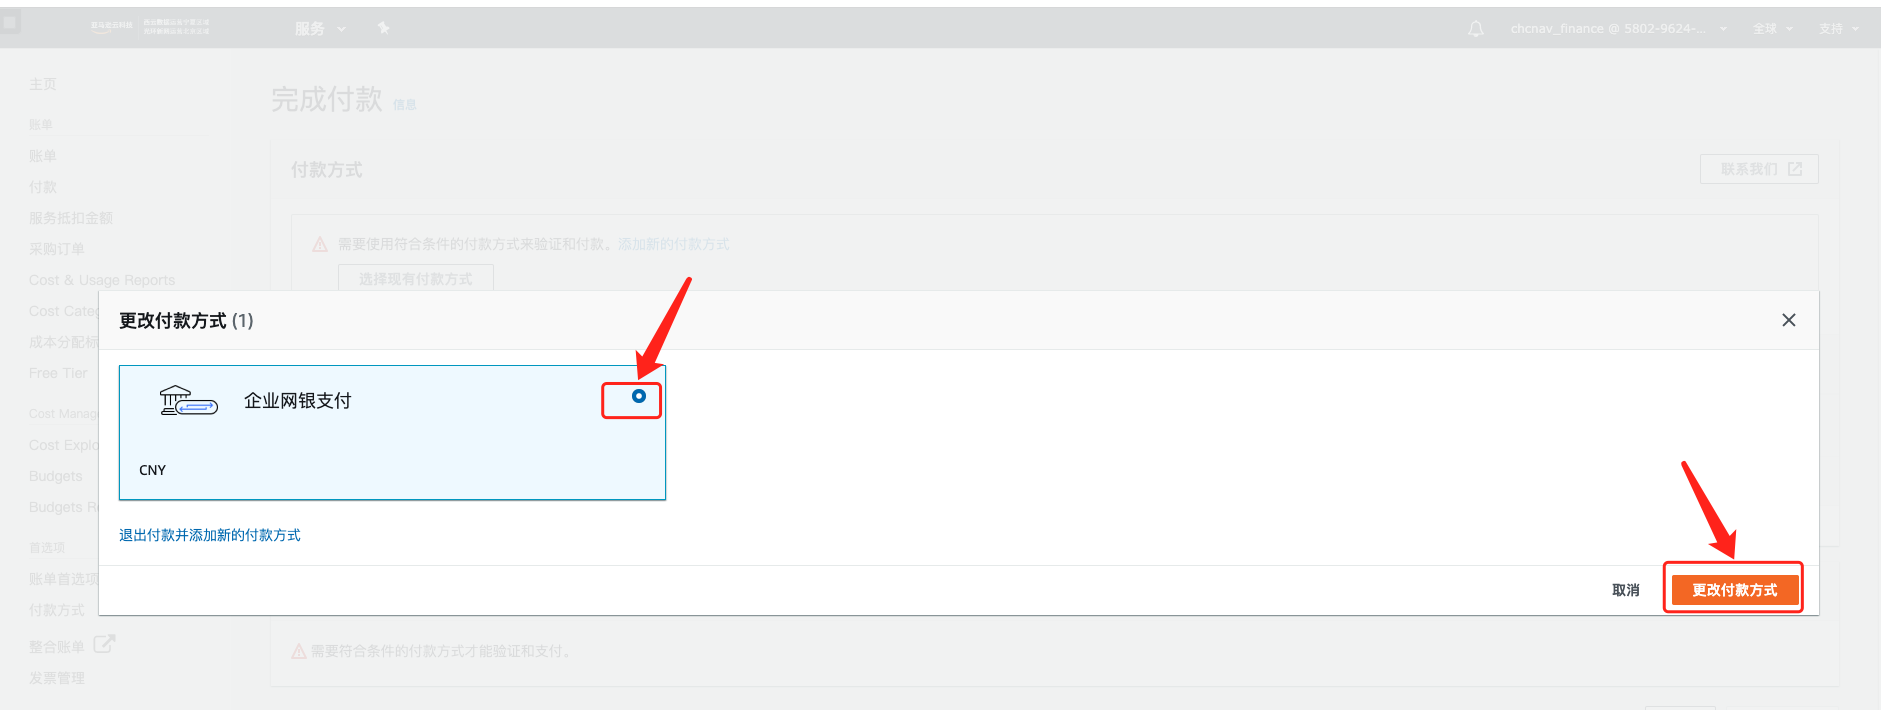 亚马逊云科技
服务
chcnav_finance @ 5802-9624-...
全球
支持
主页
完成付款 信息
账单
账单
付款方式
联系我们
付款
服务抵扣金额
采购订单
需要使用符合条件的付款方式来验证和付款。添加新的付款方式
Cost & Usage Reports
选择现有付款方式
Cost Categ
更改付款方式 (1)
成本分配标
Free Tier
企业网银支付
Cost Manag
Cost Explo
CNY
Budgets
Budgets R
退出付款并添加新的付款方式
首选项
账单首选项
取消
更改付款方式
付款方式
整合账单
需要符合条件的付款方式才能验证和支付。
发票管理